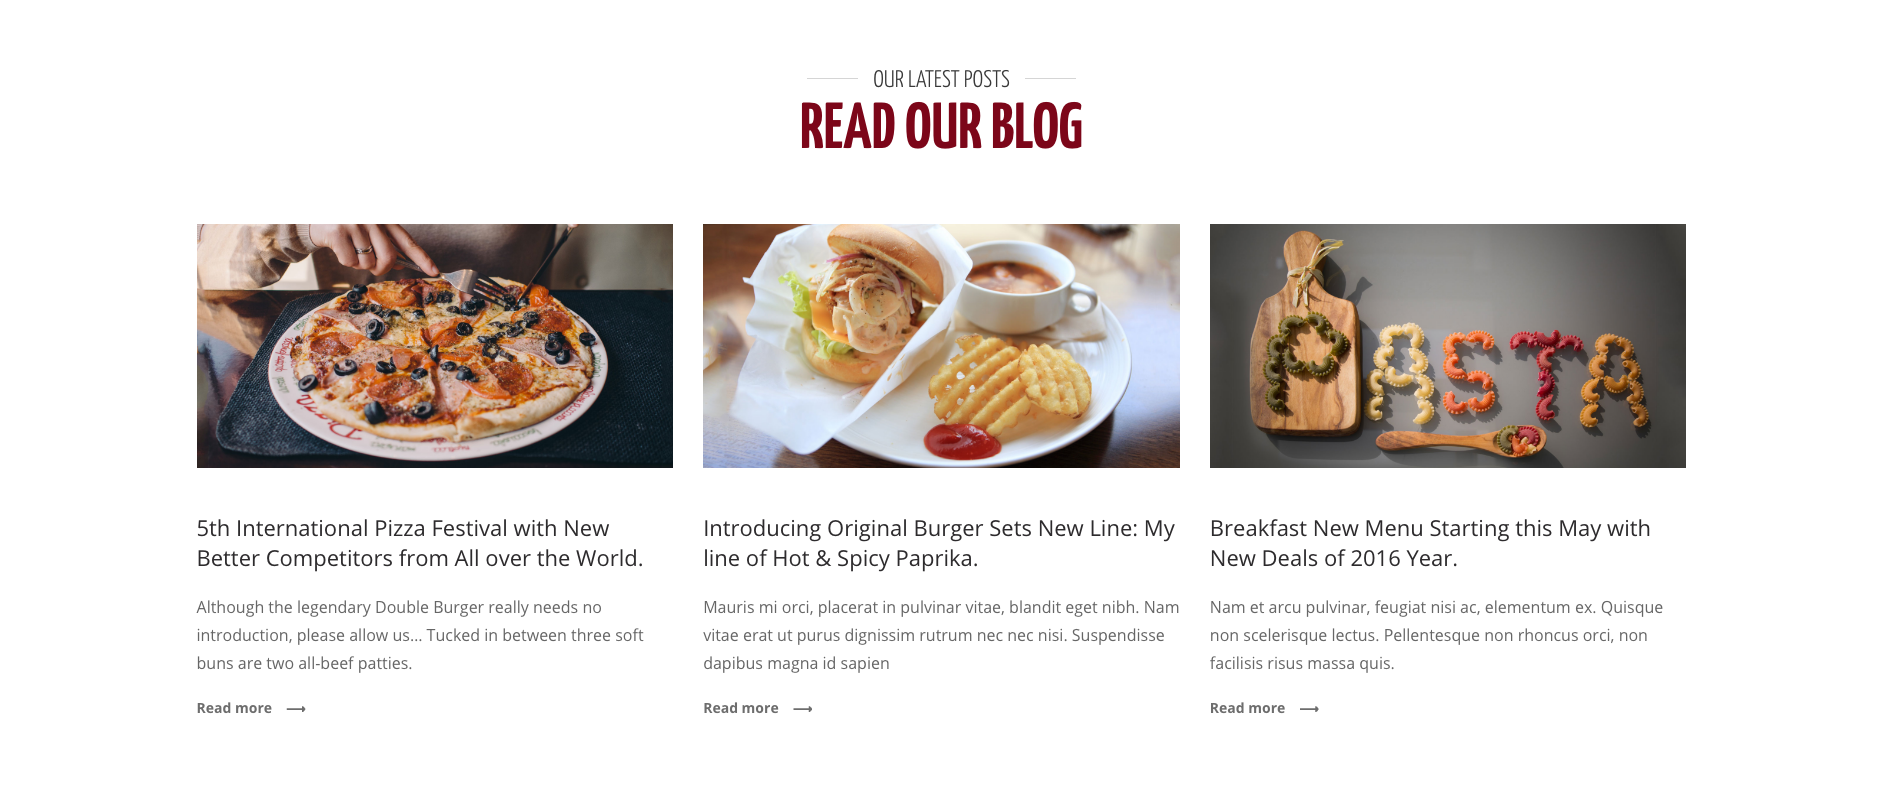 OUR LATEST POSTS
READ OUR BLOG
PASTA
5th International Pizza Festival with New
Better Competitors from All over the World.
Although the legendary Double Burger really needs no
introduction, please allow us... Tucked in between three soft
buns are two all-beef patties.
Read more
Introducing Original Burger Sets New Line: My
line of Hot & Spicy Paprika.
Mauris mi orci, placerat in pulvinar vitae, blandit eget nibh. Nam
vitae erat ut purus dignissim rutrum nec nec nisi. Suspendisse
dapibus magna id sapien
Read more
Breakfast New Menu Starting this May with
New Deals of 2016 Year.
Nam et arcu pulvinar, feugiat nisi ac, elementum ex. Quisque
non scelerisque lectus. Pellentesque non rhoncus orci, non
facilisis risus massa quis.
Read more